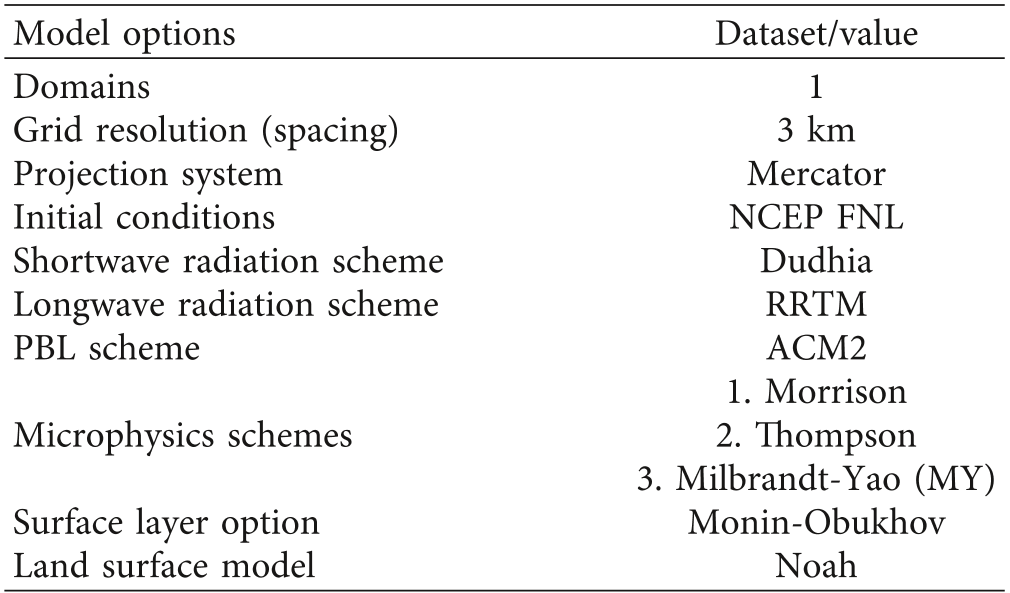 Model options Dataset/value
Domains 1
Grid resolution (spacing) 3 km
Projection system Mercator
Initial conditions NCEP FNL
Shortwave radiation scheme Dudhia
Longwave radiation scheme RRTM
PBL scheme ACM2
1. Morrison
Microphysics schemes 2. Thompson
3. Milbrandt-Yao (MY)
Surface layer option Monin-Obukhov
Land surface model Noah